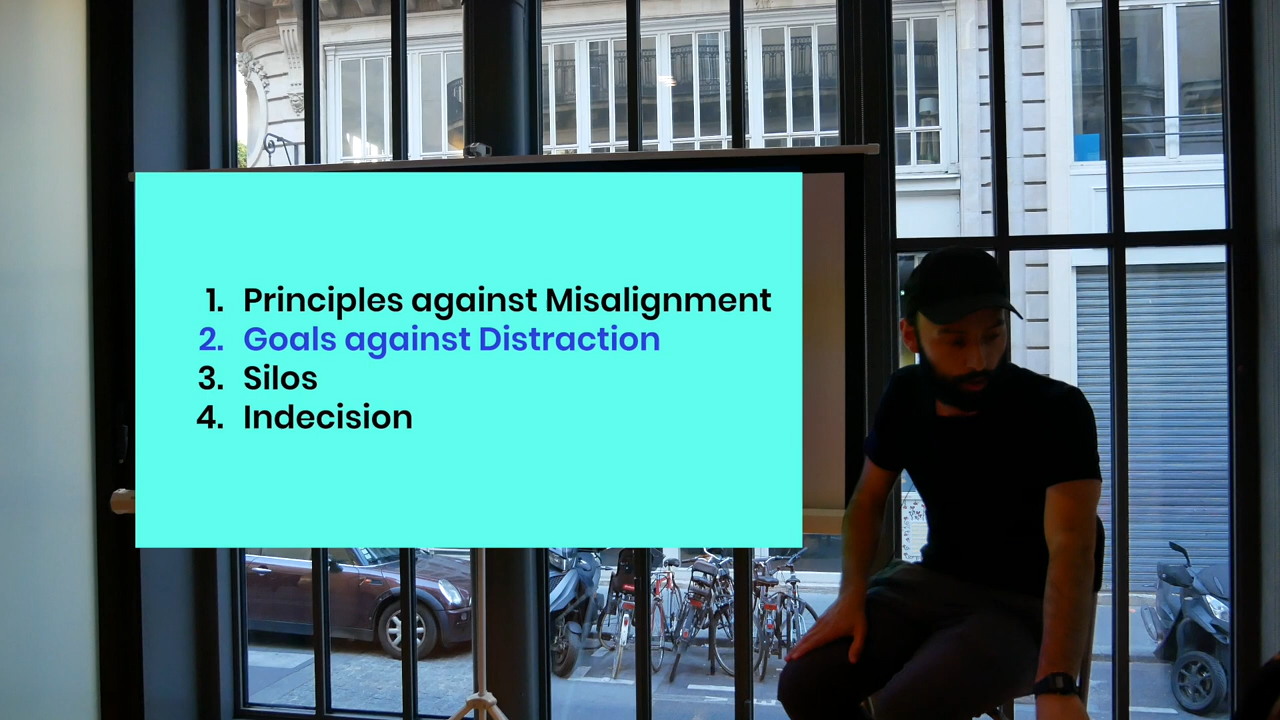 1. Principles against Misalignment
2. Goals against Distraction
3. Silos
4. Indecision